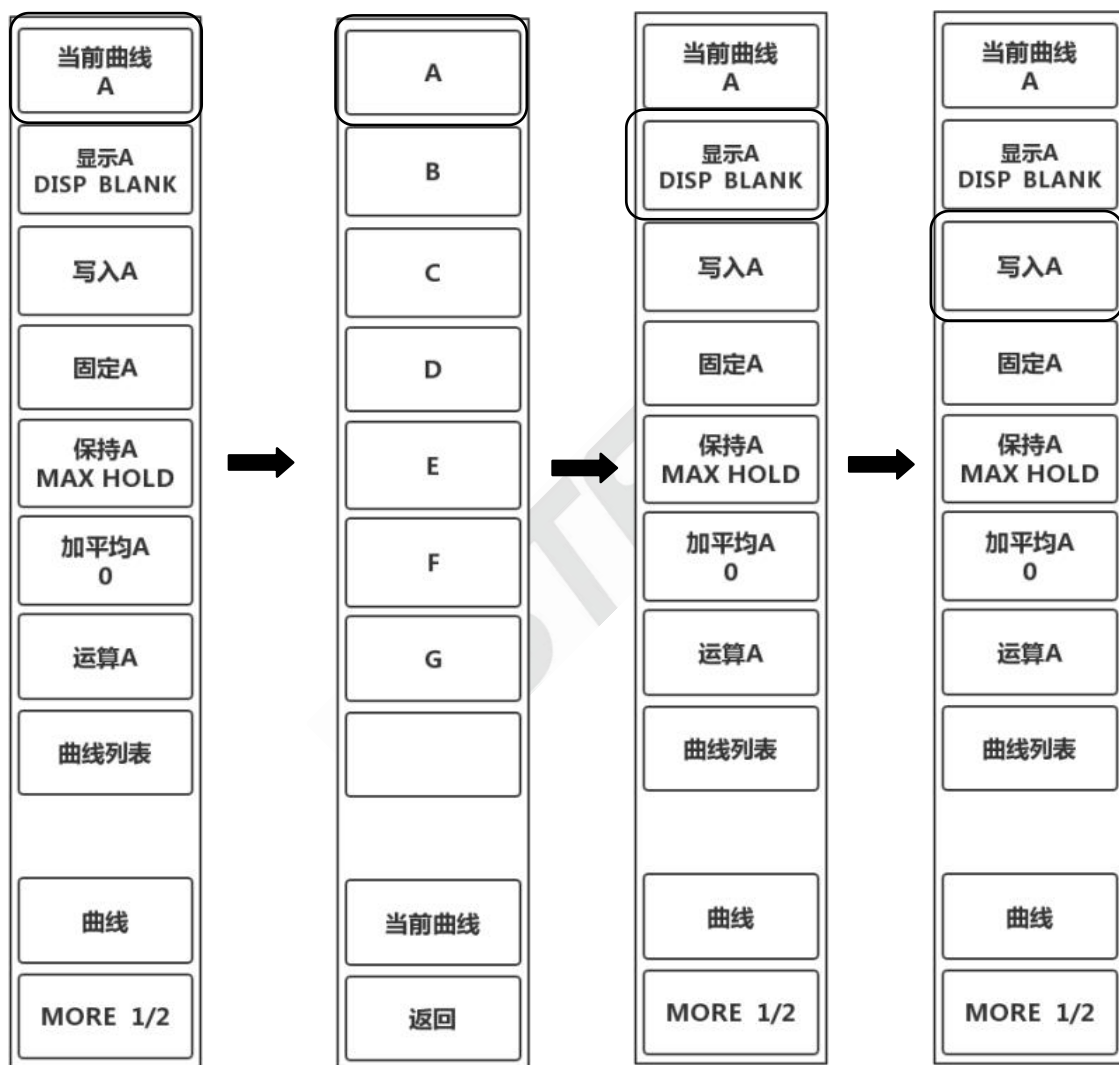 当前曲线
A
显示A
DISP BLANK
写入A
固定A
保持A
MAX HOLD
加平均A
0
运算A
曲线列表
曲线
MORE 1/2
A
B
C
D
E
F
G
当前曲线
返回
当前曲线
A
显示A
DISP BLANK
写入A
固定A
保持A
MAX HOLD
加平均A
0
运算A
曲线列表
曲线
MORE 1/2
当前曲线
A
显示A
DISP BLANK
写入A
固定A
保持A
MAX HOLD
加平均A
0
运算A
曲线列表
曲线
MORE 1/2